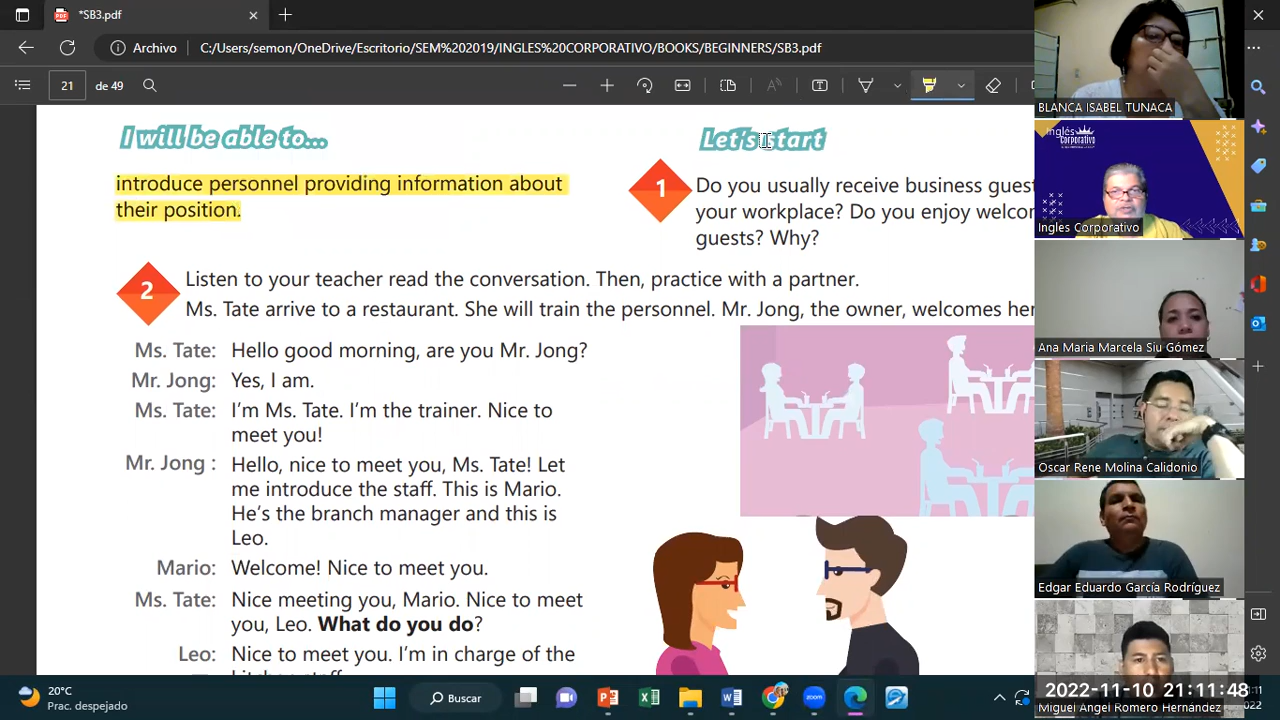 *SB3.pdf
Archivo
C:/Users/semon/OneDrive/Escritorio/SEM%202019/INGLES%20CORPORATIVO/BOOKS/BEGINNERS/SB3.pdf
21
de 49
I will be able to...
introduce personnel providing information about
their position.
Let's start
1
Do you usually receive business guest
your workplace? Do you enjoy welcom
guests? Why?
2
Listen to your teacher read the conversation. Then, practice with a partner.
Ms. Tate arrive to a restaurant. She will train the personnel. Mr. Jong, the owner, welcomes her
Ms. Tate: Hello good morning, are you Mr. Jong?
Mr. Jong: Yes, I am.
Ms. Tate: I'm Ms. Tate. I'm the trainer. Nice to
meet you!
Mr. Jong : Hello, nice to meet you, Ms. Tate! Let
me introduce the staff. This is Mario.
He's the branch manager and this is
Leo.
Mario: Welcome! Nice to meet you.
Ms. Tate: Nice meeting you, Mario. Nice to meet
you, Leo. What do you do?
Leo: Nice to meet you. I'm in charge of the
kitchen staff.
BLANCA ISABEL TUNACA
Inglés
Corporativo
Ingles Corporativo
Ana Maria Marcela Siu Gómez
Oscar Rene Molina Calidonio
Edgar Eduardo García Rodríguez
Miguel Angel Romero Hernández
2022-11-10 21:11:48
20°C
Prac. despejado
Buscar